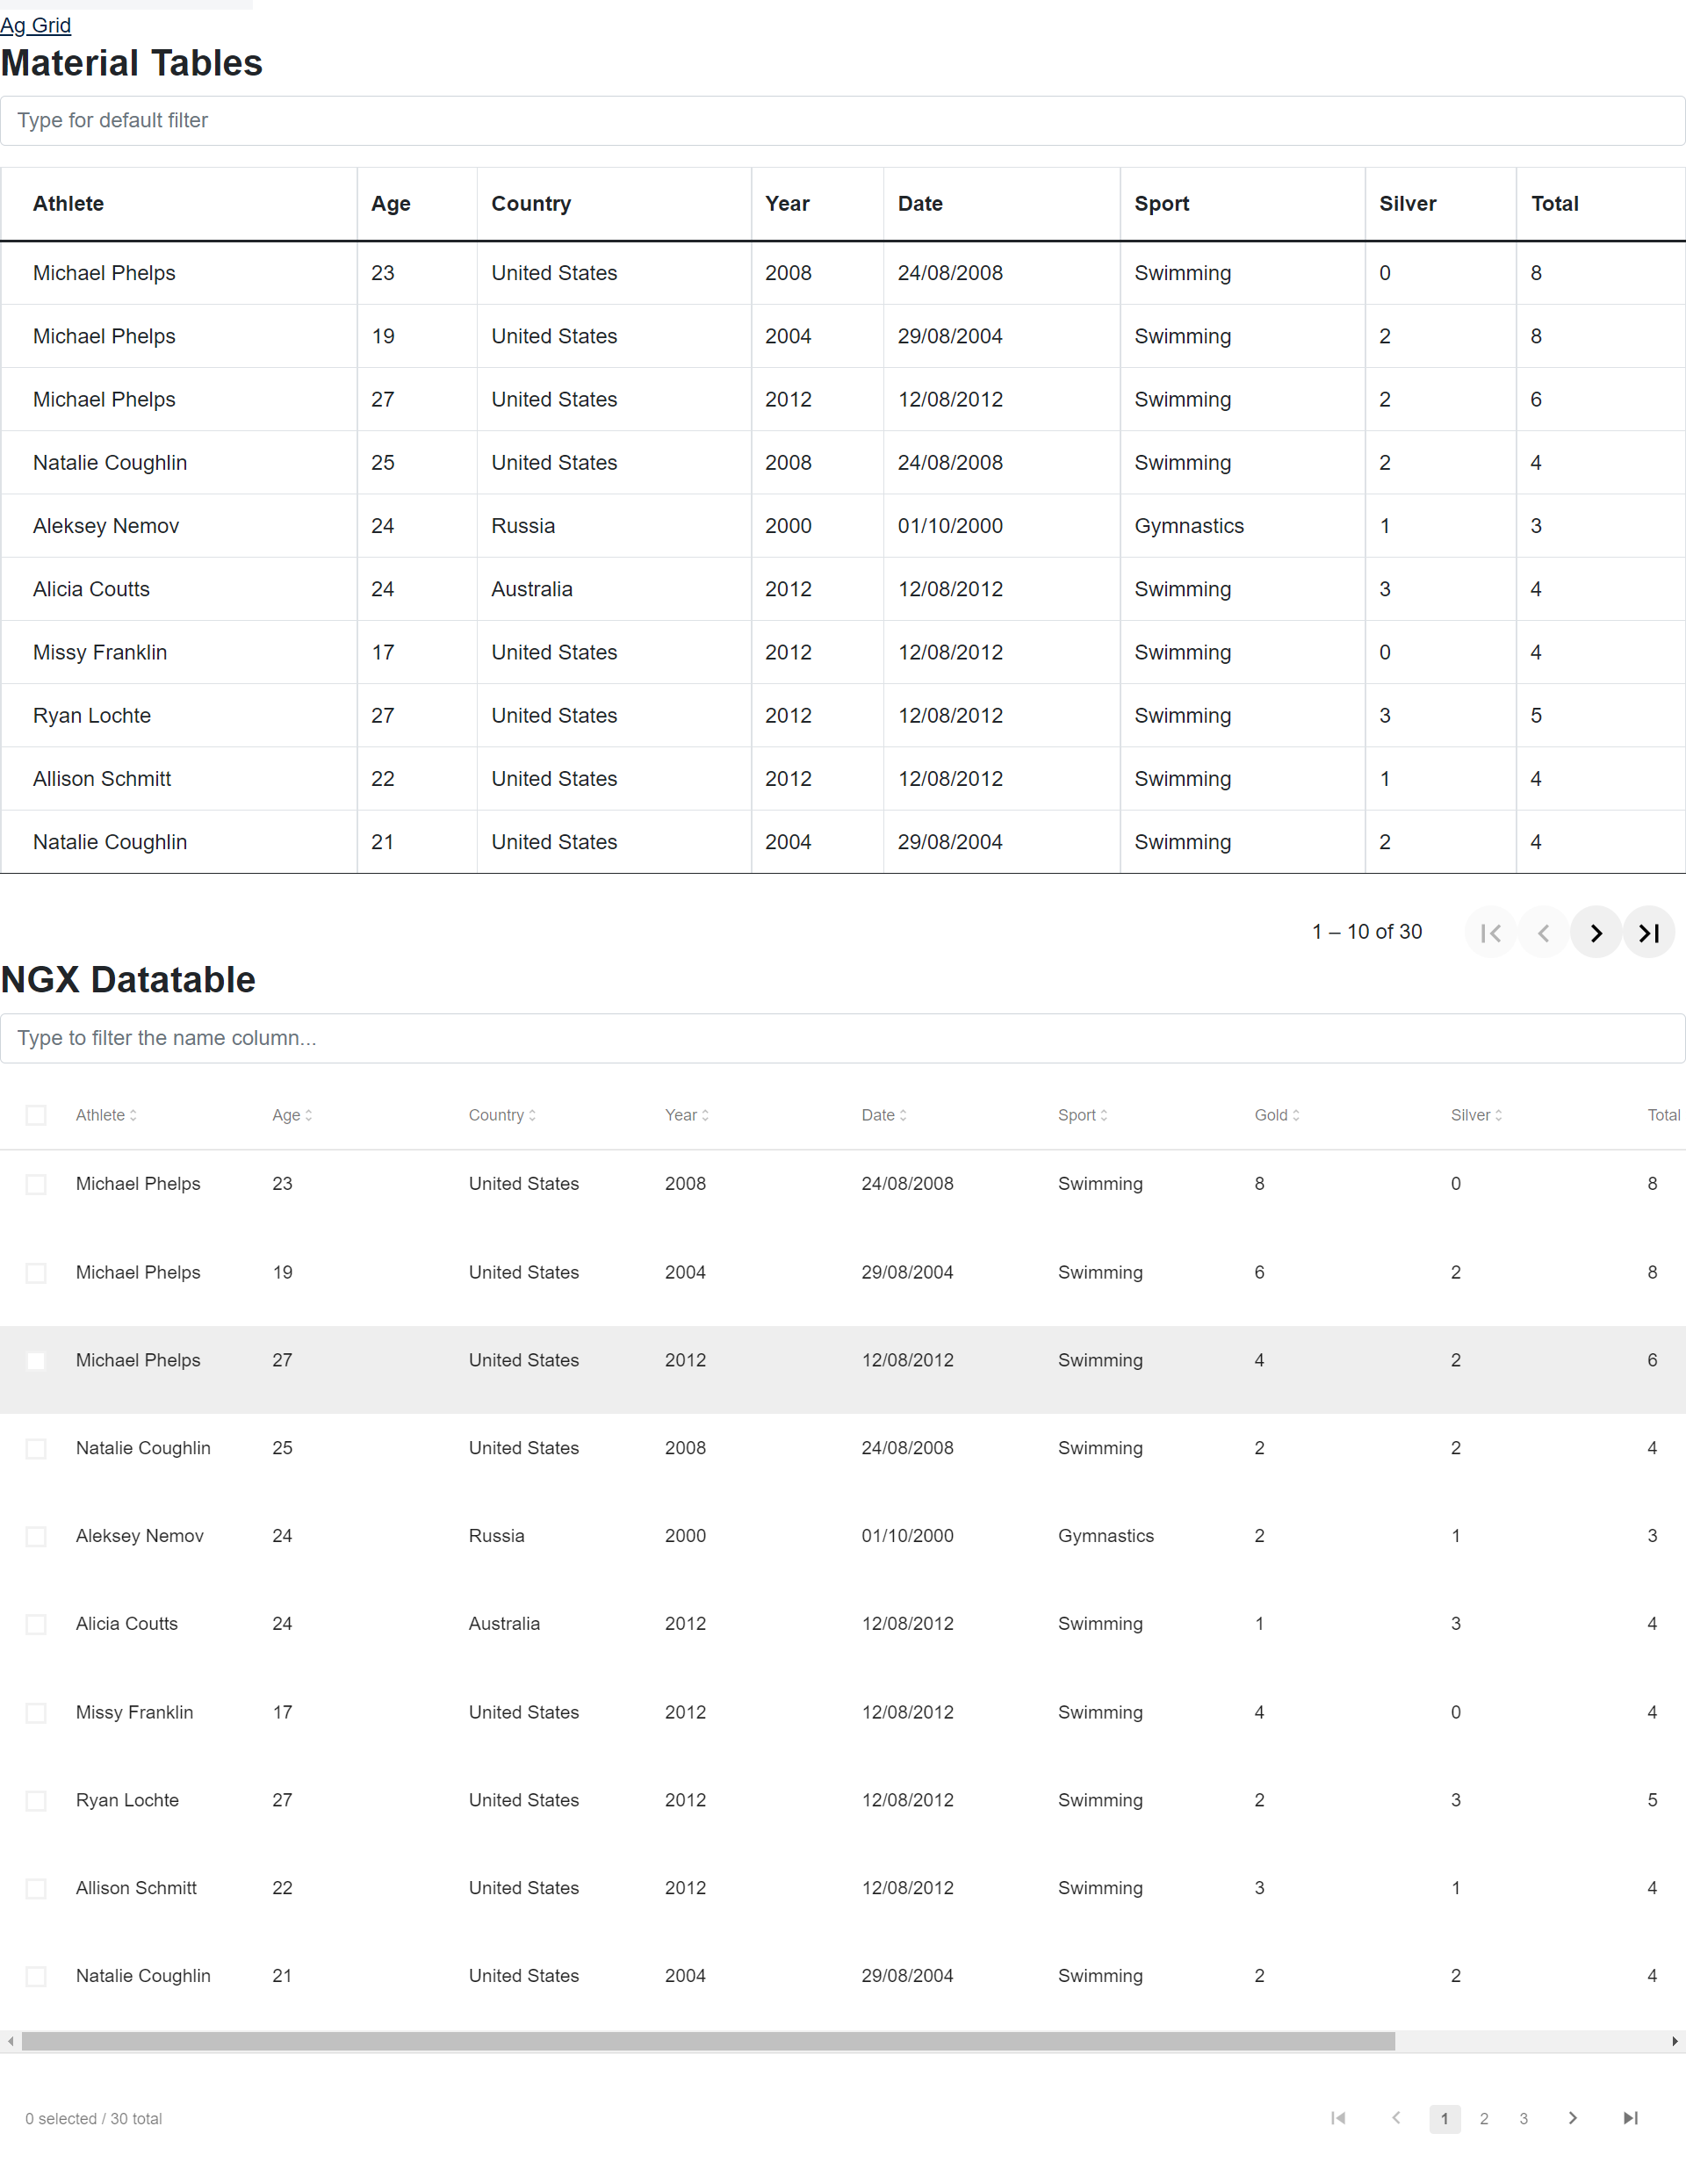 Ag Grid
Material Tables
Type for default filter
Athlete Age Country Year Date Sport Silver Total
Michael Phelps 23 United States 2008 24/08/2008 Swimming 0 8
Michael Phelps 19 United States 2004 29/08/2004 Swimming 2 8
Michael Phelps 27 United States 2012 12/08/2012 Swimming 2 6
Natalie Coughlin 25 United States 2008 24/08/2008 Swimming 2 4
Aleksey Nemov 24 Russia 2000 01/10/2000 Gymnastics 1 3
Alicia Coutts 24 Australia 2012 12/08/2012 Swimming 3 4
Missy Franklin 17 United States 2012 12/08/2012 Swimming 0 4
Ryan Lochte 27 United States 2012 12/08/2012 Swimming 3 5
Allison Schmitt 22 United States 2012 12/08/2012 Swimming 1 4
Natalie Coughlin 21 United States 2004 29/08/2004 Swimming 2 4
1 – 10 of 30
NGX Datatable
Type to filter the name column...
Athlete Age Country Year Date Sport Gold Silver Total
Michael Phelps 23 United States 2008 24/08/2008 Swimming 8 0 8
Michael Phelps 19 United States 2004 29/08/2004 Swimming 6 2 8
Michael Phelps 27 United States 2012 12/08/2012 Swimming 4 2 6
Natalie Coughlin 25 United States 2008 24/08/2008 Swimming 2 2 4
Aleksey Nemov 24 Russia 2000 01/10/2000 Gymnastics 2 1 3
Alicia Coutts 24 Australia 2012 12/08/2012 Swimming 1 3 4
Missy Franklin 17 United States 2012 12/08/2012 Swimming 4 0 4
Ryan Lochte 27 United States 2012 12/08/2012 Swimming 2 3 5
Allison Schmitt 22 United States 2012 12/08/2012 Swimming 3 1 4
Natalie Coughlin 21 United States 2004 29/08/2004 Swimming 2 2 4
0 selected / 30 total 1 2 3